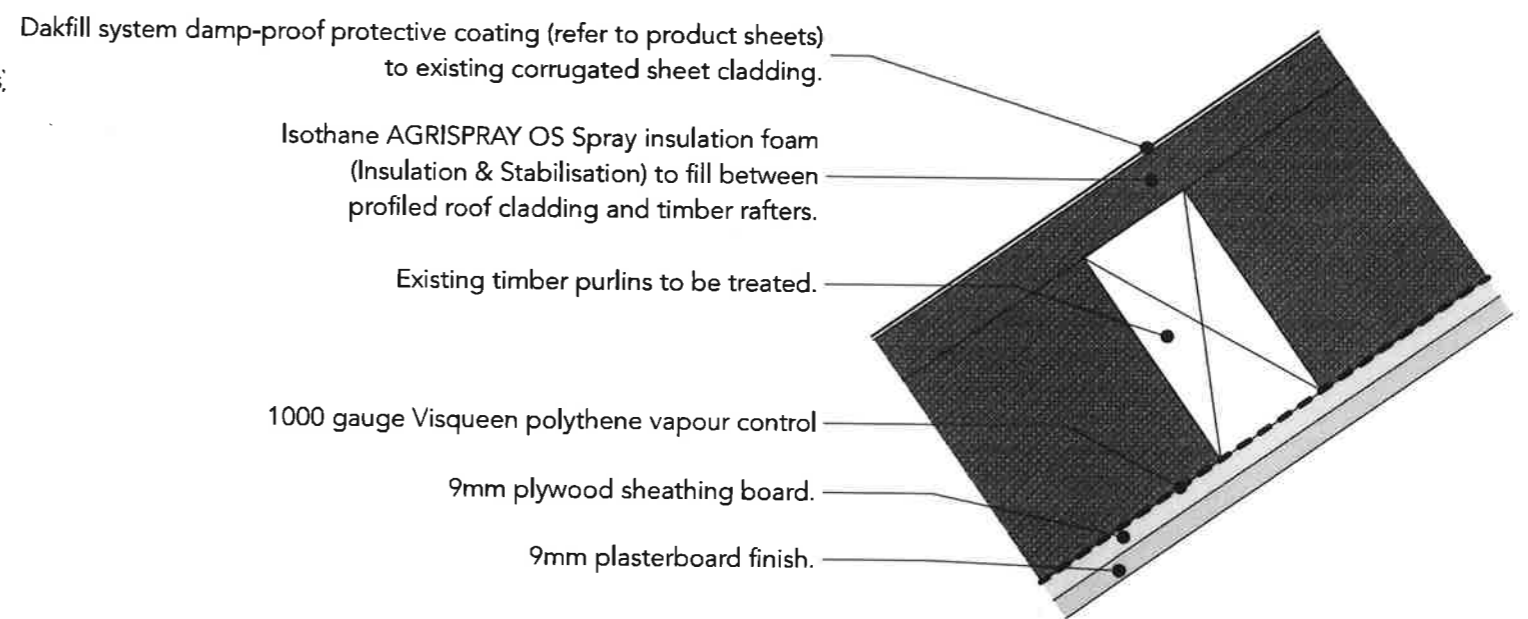 Dakfill system damp-proof protective coating (refer to product sheets)
to existing corrugated sheet cladding.
Isothane AGRISPRAY OS Spray insulation foam
(Insulation & Stabilisation) to fill between
profiled roof cladding and timber rafters.
Existing timber purlins to be treated.
1000 gauge Visqueen polythene vapour control
9mm plywood sheathing board.
9mm plasterboard finish.